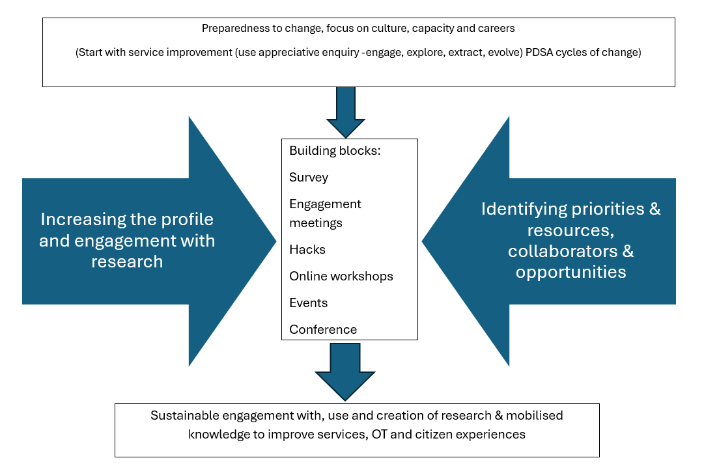 Preparedness to change, focus on culture, capacity and careers
(Start with service improvement (use appreciative enquiry -engage, explore, extract, evolve) PDSA cycles of change)
Increasing the profile
and engagement with
research
Building blocks:
Survey
Engagement
meetings
Hacks
Online workshops
Events
Conference
Identifying priorities &
resources,
collaborators &
opportunities
Sustainable engagement with, use and creation of research & mobilised
knowledge to improve services, OT and citizen experiences